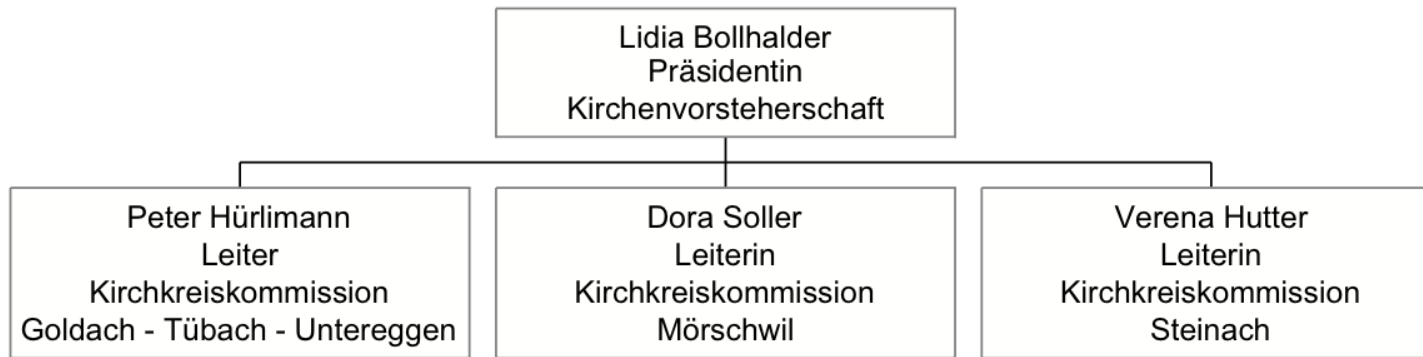 Lidia Bollhalder
Präsidentin
Kirchenvorsteherschaft
Peter Hürlimann
Leiter
Kirchkreiskommission
Goldach - Tübach - Untereggen
Dora Soller
Leiterin
Kirchkreiskommission
Mörschwil
Verena Hutter
Leiterin
Kirchkreiskommission
Steinach